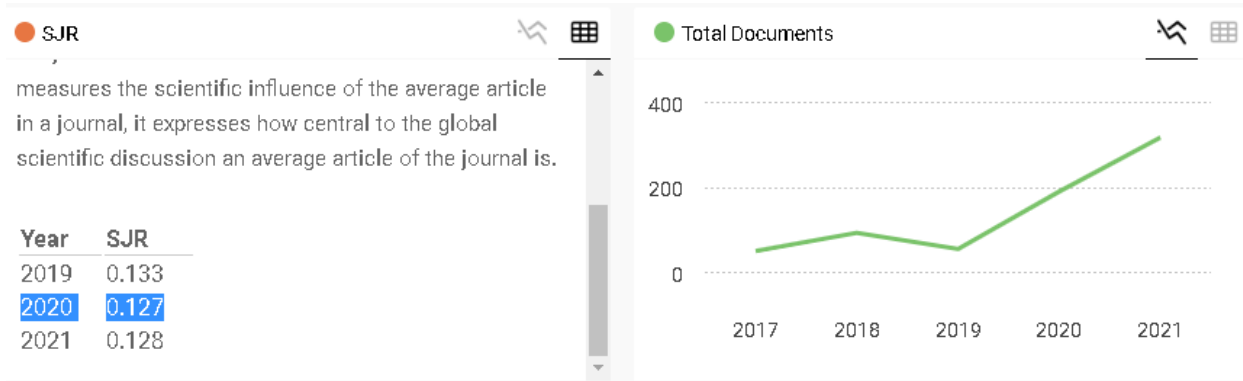 SJR
measures the scientific influence of the average article
in a journal, it expresses how central to the global
scientific discussion an average article of the journal is.
Year SJR
2019 0.133
2020 0.127
2021 0.128
Total Documents
400
200
0
2017 2018 2019 2020 2021